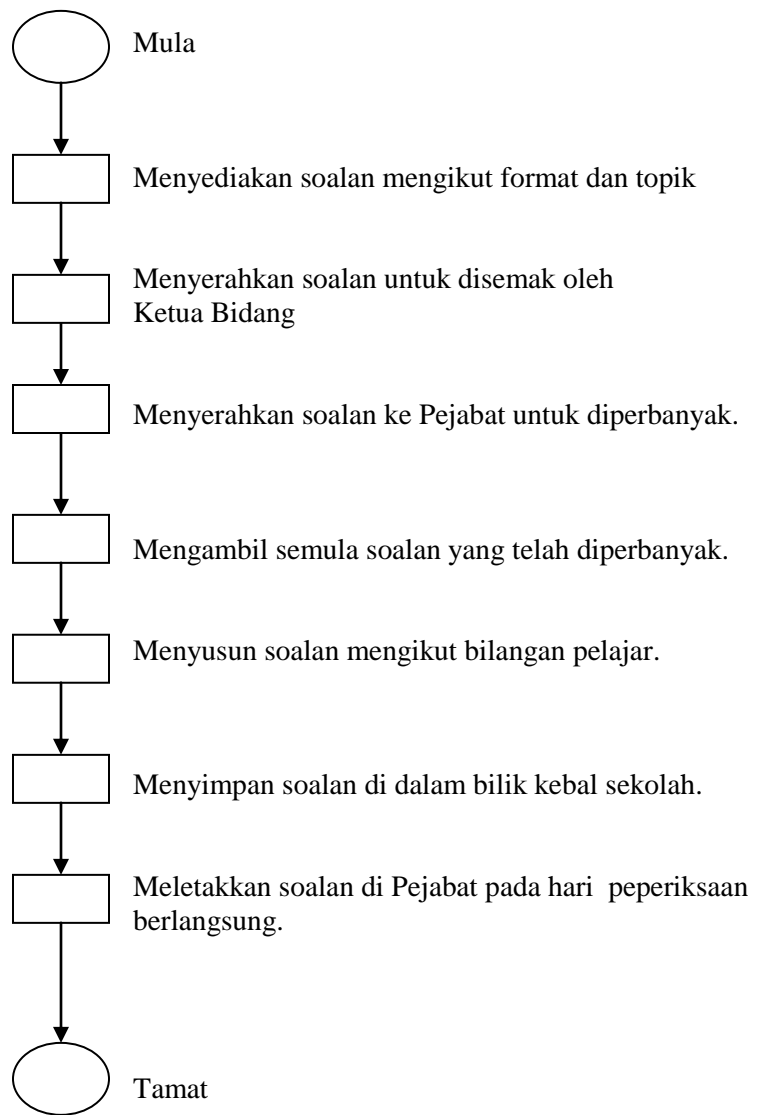 Mula
Menyediakan soalan mengikut format dan topik
Menyerahkan soalan untuk disemak oleh
Ketua Bidang
Menyerahkan soalan ke Pejabat untuk diperbanyak.
Mengambil semula soalan yang telah diperbanyak.
Menyusun soalan mengikut bilangan pelajar.
Menyimpan soalan di dalam bilik kebal sekolah.
Meletakkan soalan di Pejabat pada hari  peperiksaan
berlangsung.
Tamat